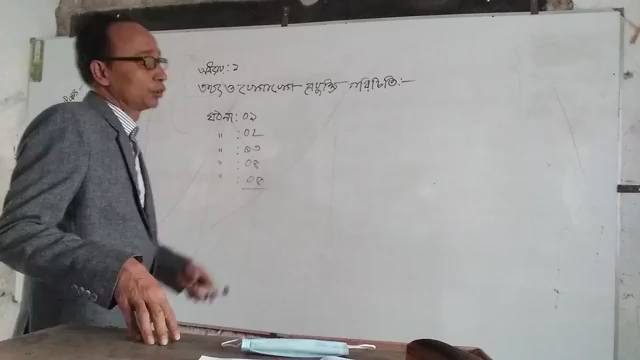 অধ্যায়: ১
তথ্য ও যোগাযোগ প্রযুক্তি পরিচিতি:-
ঘটনা: ০১
" : ০২
" : ০৩
" : ০৪
" : ০৫